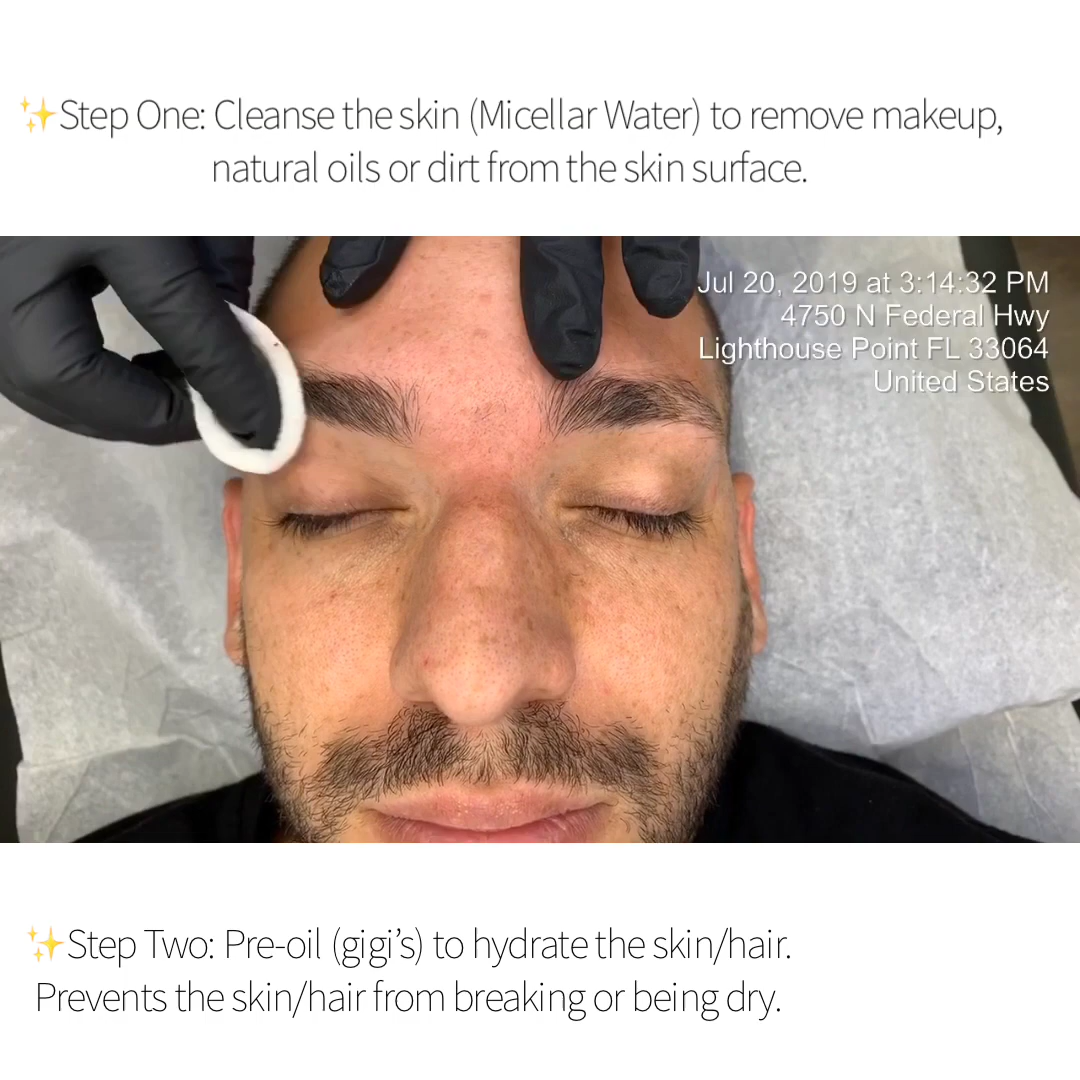 ✨Step One: Cleanse the skin (Micellar Water) to remove makeup,
natural oils or dirt from the skin surface.
Jul 20, 2019 at 3:14:32 PM
4750 N Federal Hwy
Lighthouse Point FL 33064
United States
✨Step Two: Pre-oil (gigi’s) to hydrate the skin/hair.
Prevents the skin/hair from breaking or being dry.